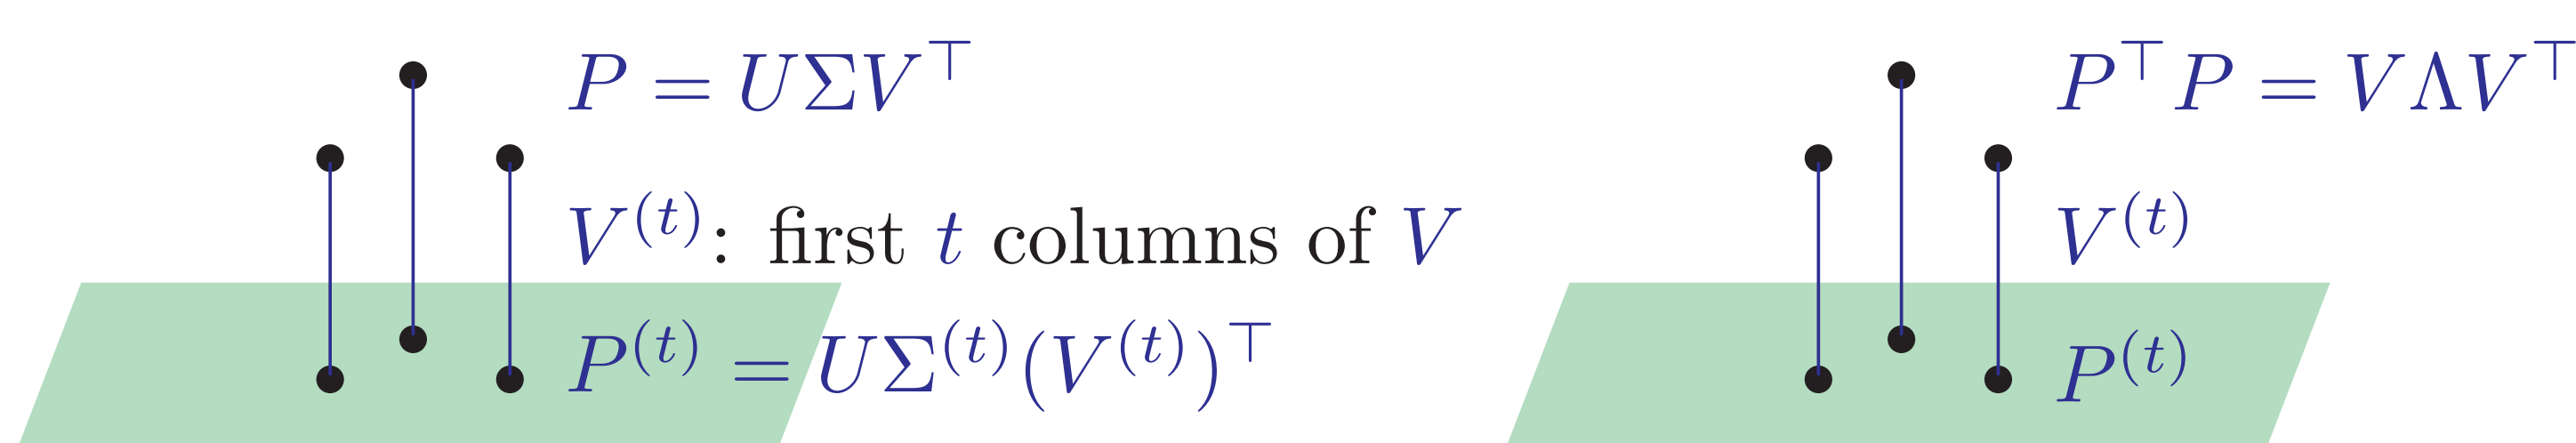 P = UΣV⊤
V(t): first t columns of V
P(t) = UΣ(t)(V(t))⊤
P⊤P = VΛV⊤
V(t)
P(t)